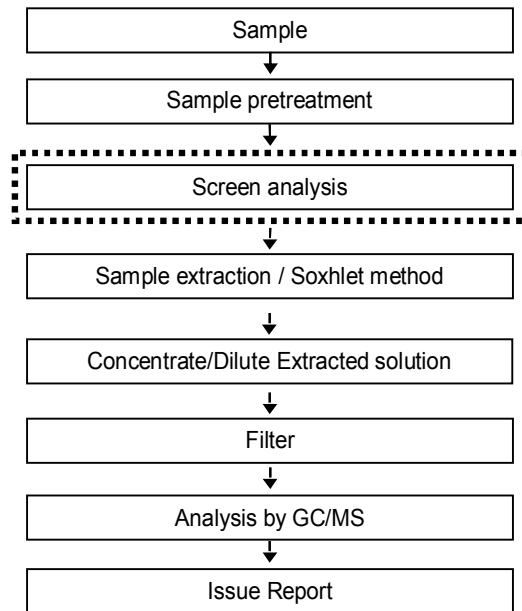 Sample
Sample pretreatment
Screen analysis
Sample extraction / Soxhlet method
Concentrate/Dilute Extracted solution
Filter
Analysis by GC/MS
Issue Report